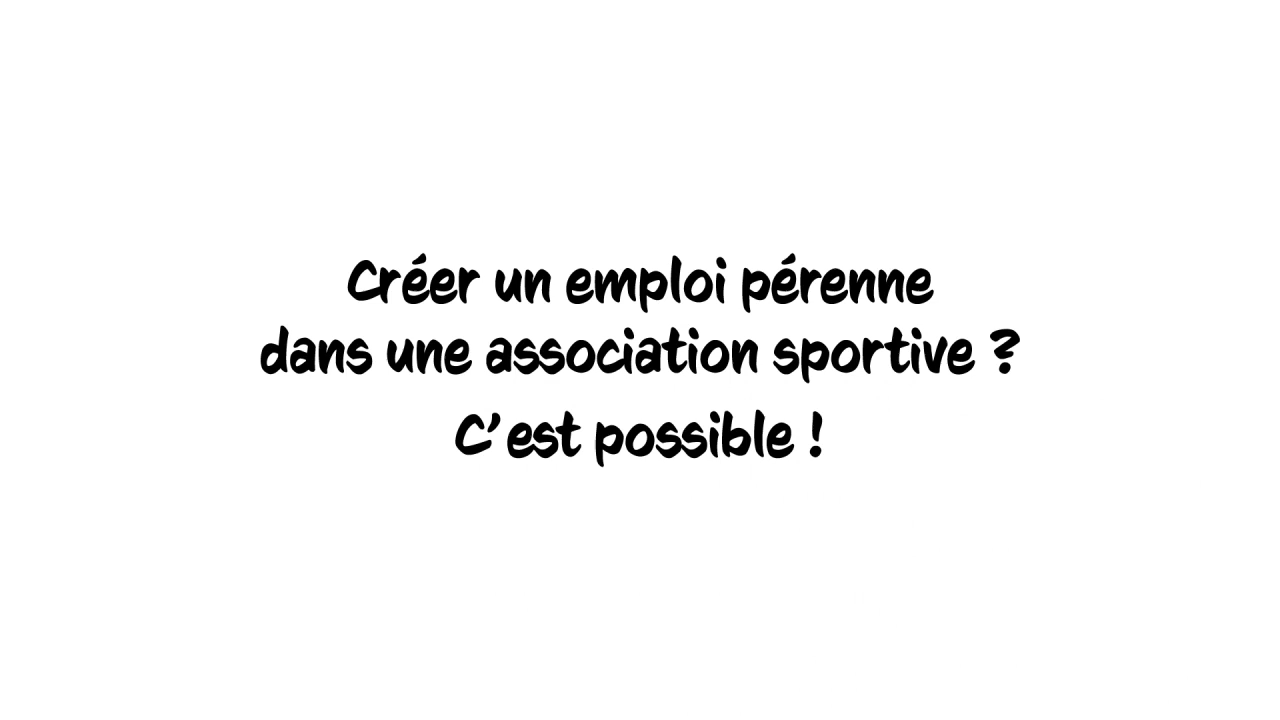 Créer un emploi pérenne
dans une association sportive ?
C'est possible !